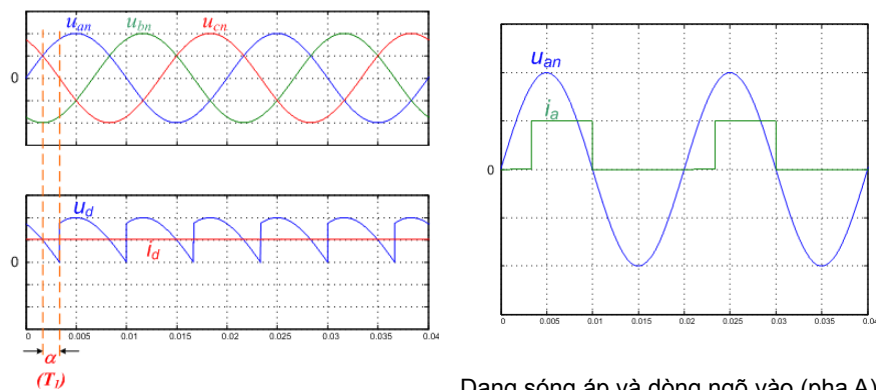 u_an u_bn u_cn
0
u_d
i_d
0
0 0.005 0.01 0.015 0.02 0.025 0.03 0.035 0.04
α
(T_1)
u_an
i_a
0
0 0.005 0.01 0.015 0.02 0.025 0.03 0.035 0.04
Dạng sóng áp và dòng ngõ vào (pha A)